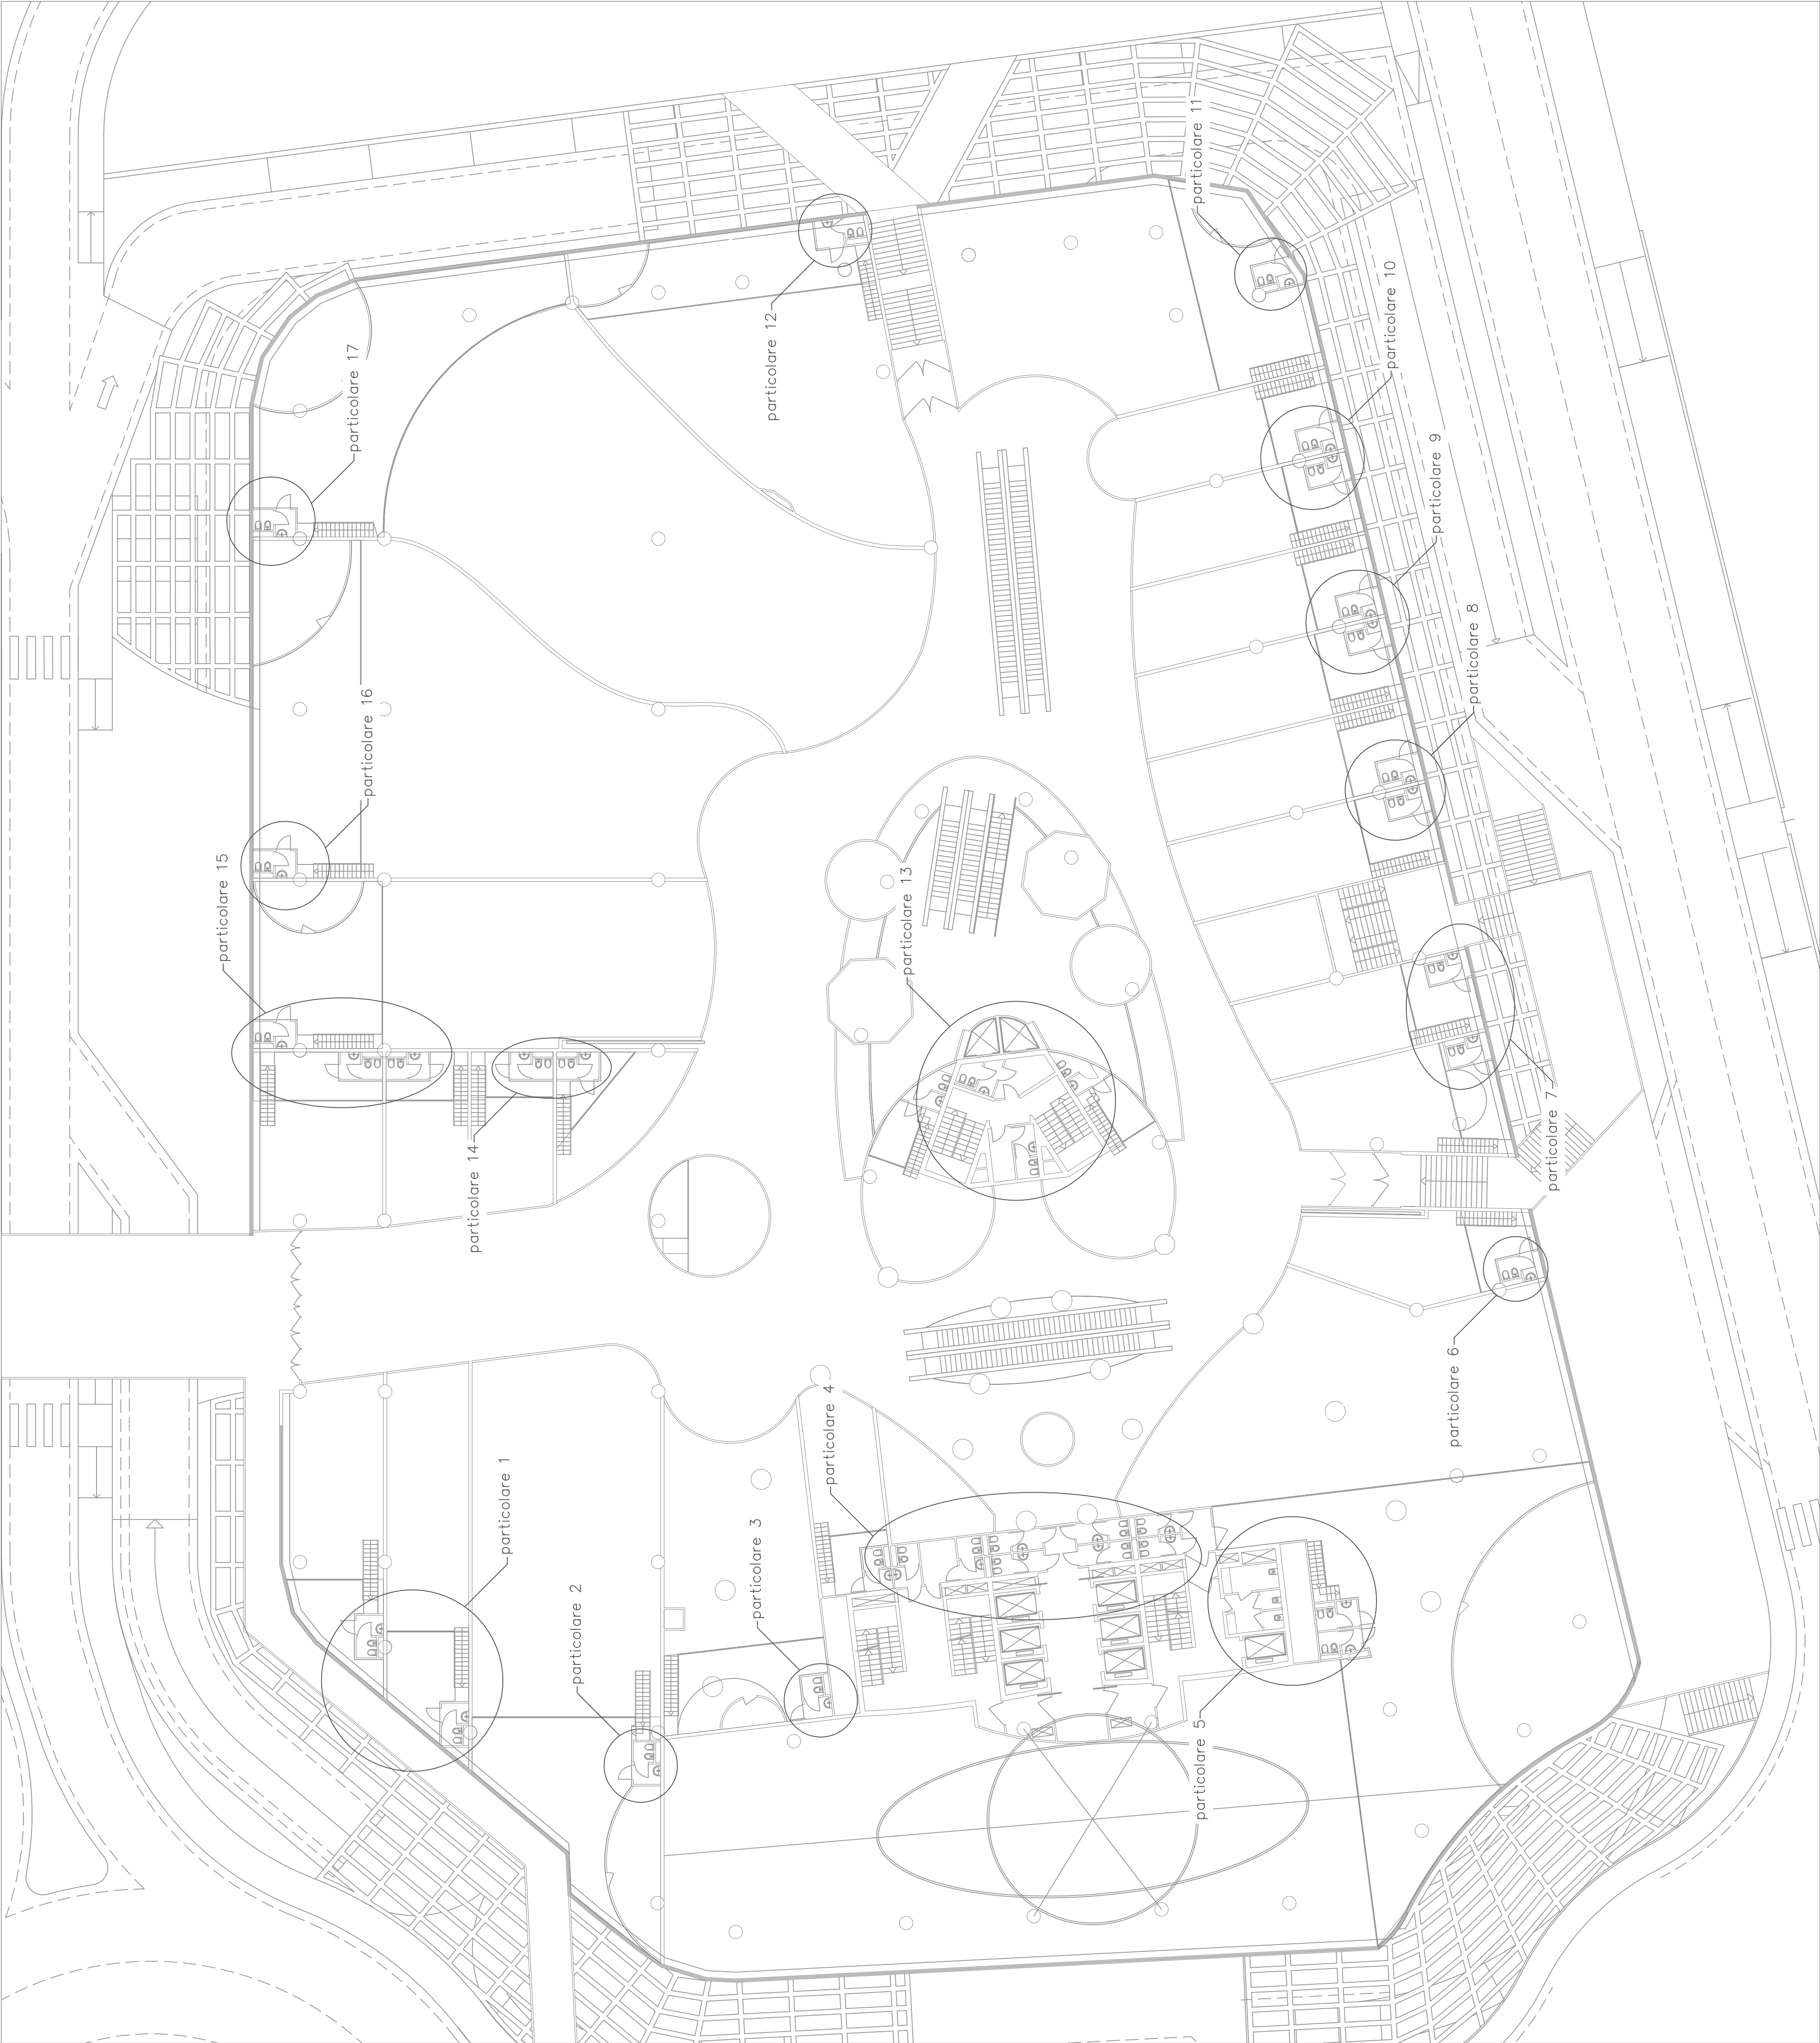 particolare 1
particolare 2
particolare 3
particolare 4
particolare 5
particolare 6
particolare 7
particolare 8
particolare 9
particolare 10
particolare 11
particolare 12
particolare 13
particolare 14
particolare 15
particolare 16
particolare 17